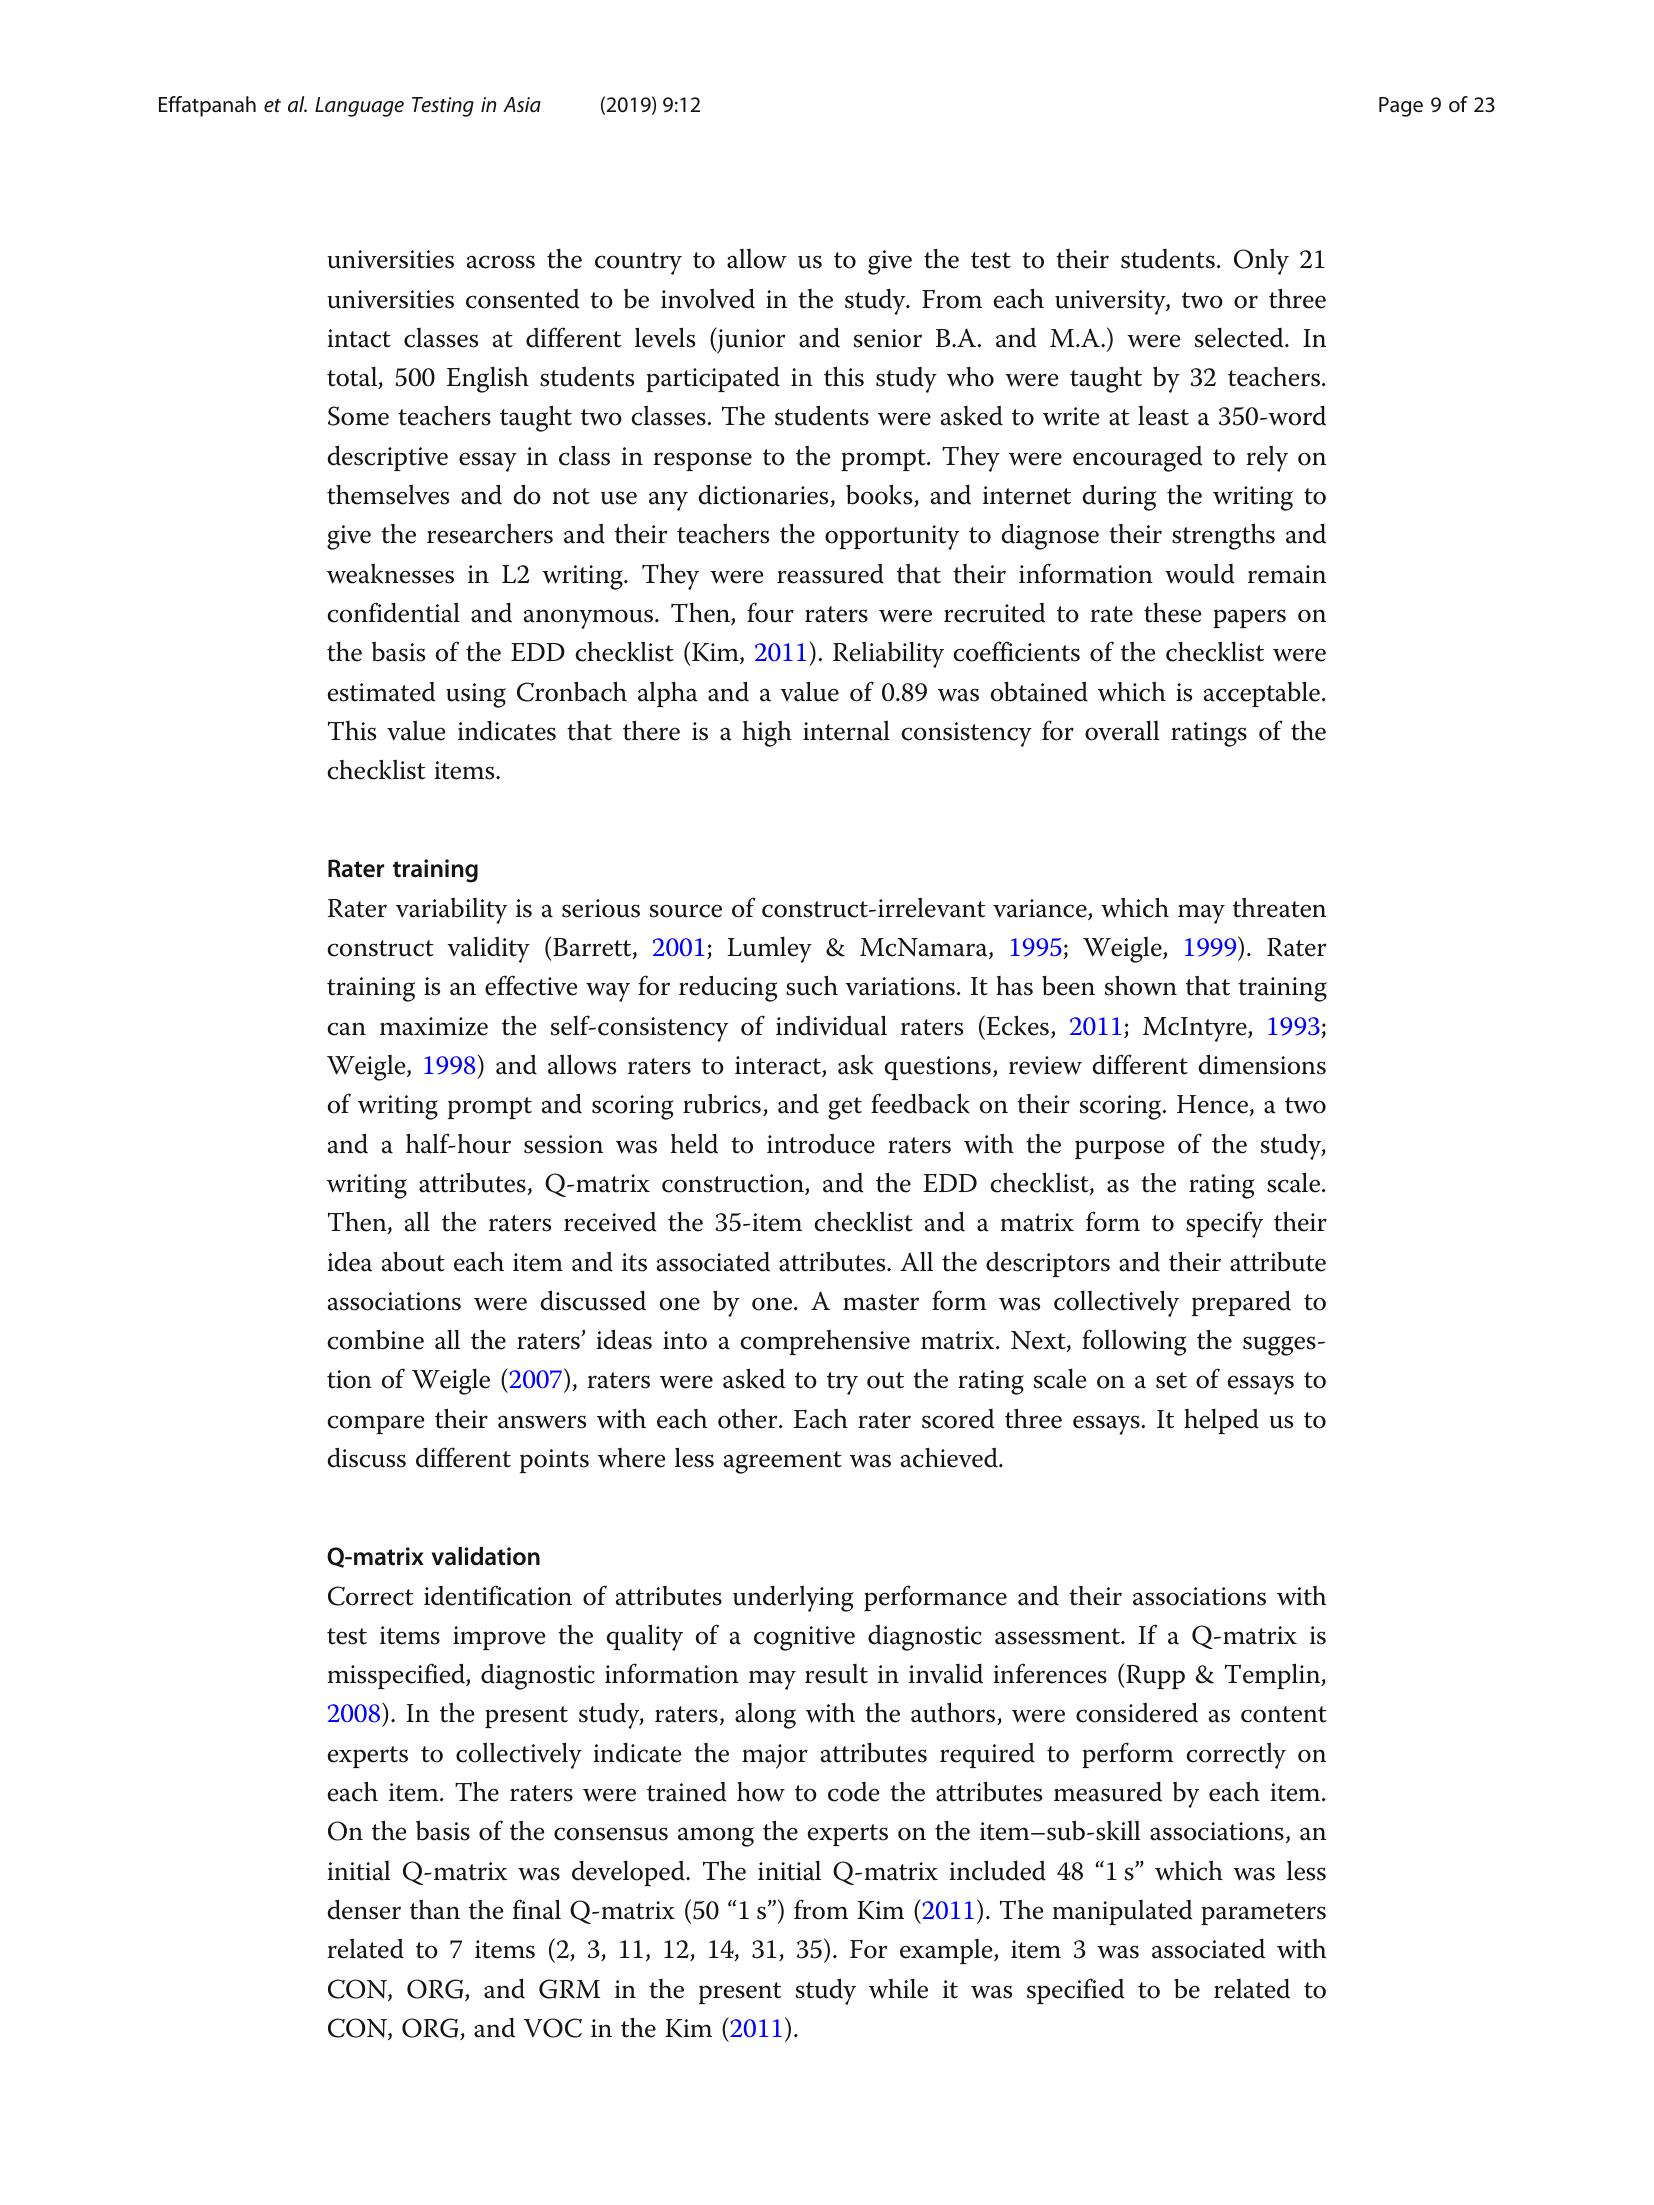 Effatpanah et al. Language Testing in Asia (2019) 9:12 Page 9 of 23
universities across the country to allow us to give the test to their students. Only 21
universities consented to be involved in the study. From each university, two or three
intact classes at different levels (junior and senior B.A. and M.A.) were selected. In
total, 500 English students participated in this study who were taught by 32 teachers.
Some teachers taught two classes. The students were asked to write at least a 350-word
descriptive essay in class in response to the prompt. They were encouraged to rely on
themselves and do not use any dictionaries, books, and internet during the writing to
give the researchers and their teachers the opportunity to diagnose their strengths and
weaknesses in L2 writing. They were reassured that their information would remain
confidential and anonymous. Then, four raters were recruited to rate these papers on
the basis of the EDD checklist (Kim, 2011). Reliability coefficients of the checklist were
estimated using Cronbach alpha and a value of 0.89 was obtained which is acceptable.
This value indicates that there is a high internal consistency for overall ratings of the
checklist items.
Rater training
Rater variability is a serious source of construct-irrelevant variance, which may threaten
construct validity (Barrett, 2001; Lumley & McNamara, 1995; Weigle, 1999). Rater
training is an effective way for reducing such variations. It has been shown that training
can maximize the self-consistency of individual raters (Eckes, 2011; McIntyre, 1993;
Weigle, 1998) and allows raters to interact, ask questions, review different dimensions
of writing prompt and scoring rubrics, and get feedback on their scoring. Hence, a two
and a half-hour session was held to introduce raters with the purpose of the study,
writing attributes, Q-matrix construction, and the EDD checklist, as the rating scale.
Then, all the raters received the 35-item checklist and a matrix form to specify their
idea about each item and its associated attributes. All the descriptors and their attribute
associations were discussed one by one. A master form was collectively prepared to
combine all the raters’ ideas into a comprehensive matrix. Next, following the sugges-
tion of Weigle (2007), raters were asked to try out the rating scale on a set of essays to
compare their answers with each other. Each rater scored three essays. It helped us to
discuss different points where less agreement was achieved.
Q-matrix validation
Correct identification of attributes underlying performance and their associations with
test items improve the quality of a cognitive diagnostic assessment. If a Q-matrix is
misspecified, diagnostic information may result in invalid inferences (Rupp & Templin,
2008). In the present study, raters, along with the authors, were considered as content
experts to collectively indicate the major attributes required to perform correctly on
each item. The raters were trained how to code the attributes measured by each item.
On the basis of the consensus among the experts on the item–sub-skill associations, an
initial Q-matrix was developed. The initial Q-matrix included 48 “1 s” which was less
denser than the final Q-matrix (50 “1 s”) from Kim (2011). The manipulated parameters
related to 7 items (2, 3, 11, 12, 14, 31, 35). For example, item 3 was associated with
CON, ORG, and GRM in the present study while it was specified to be related to
CON, ORG, and VOC in the Kim (2011).